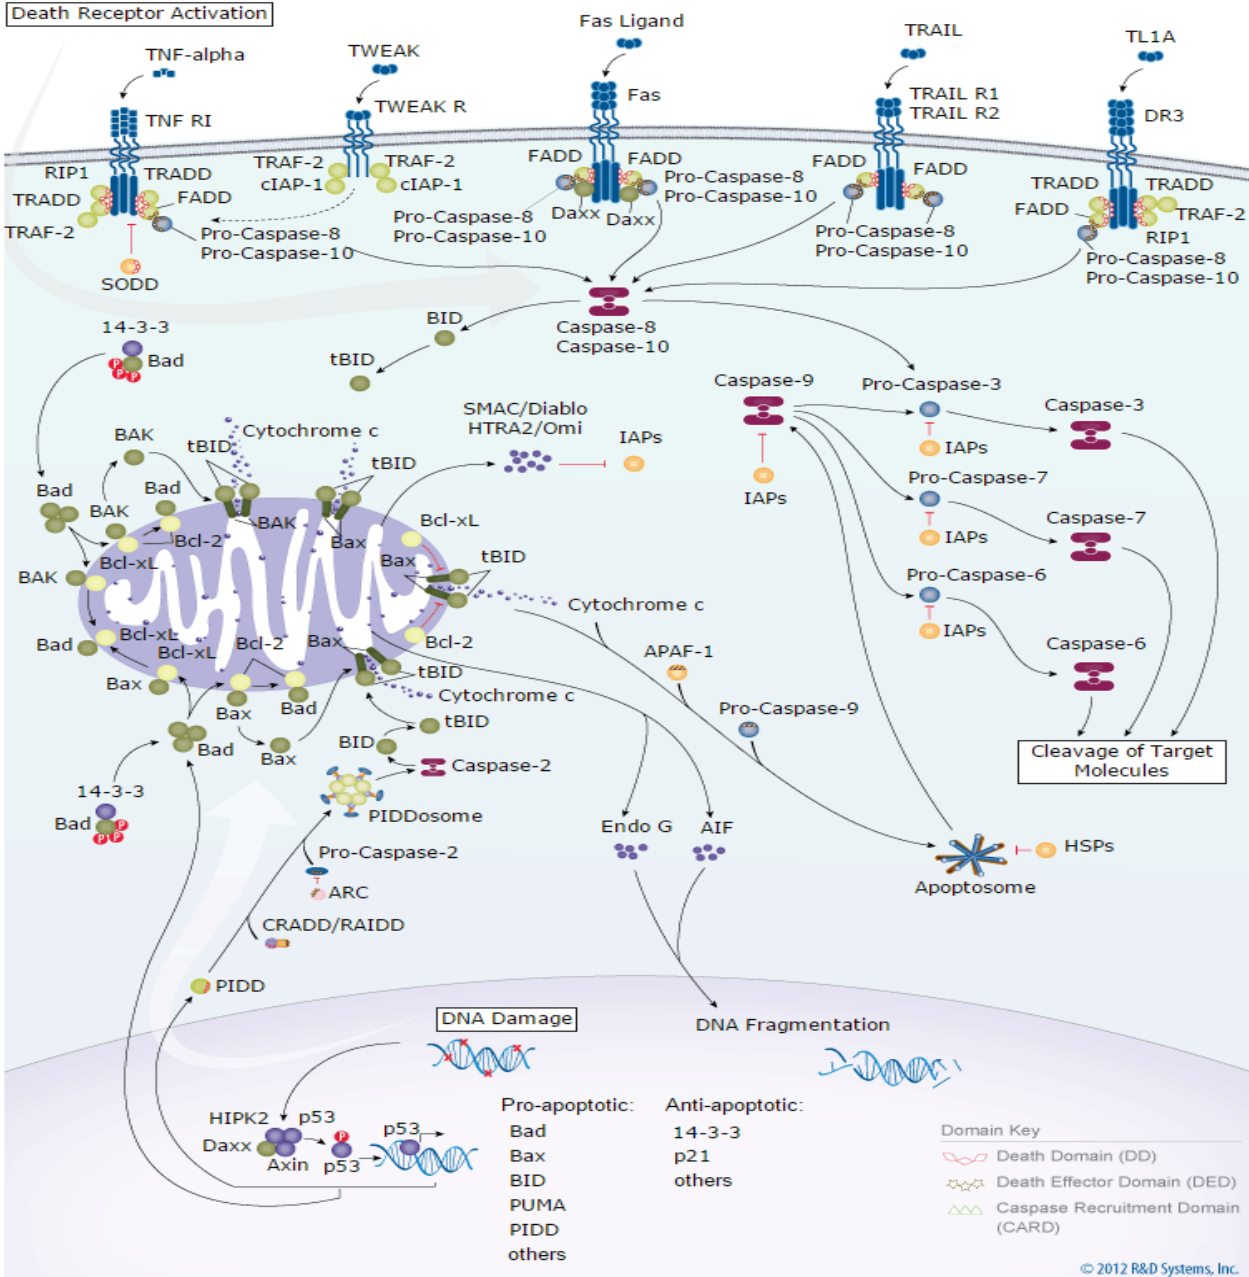 Death Receptor Activation
TNF-alpha
TWEAK
Fas Ligand
TRAIL
TL1A
TNF RI
TWEAK R
Fas
TRAIL R1
TRAIL R2
DR3
RIP1
TRADD
TRADD
FADD
TRAF-2
Pro-Caspase-8
Pro-Caspase-10
SODD
TRAF-2
cIAP-1
TRAF-2
cIAP-1
FADD
FADD
Pro-Caspase-8
Pro-Caspase-10
Pro-Caspase-8
Pro-Caspase-10
Daxx
Daxx
FADD
FADD
Pro-Caspase-8
Pro-Caspase-10
TRADD
FADD
TRADD
TRAF-2
RIP1
Pro-Caspase-8
Pro-Caspase-10
Caspase-8
Caspase-10
BID
tBID
14-3-3
Bad
Caspase-9
IAPs
Pro-Caspase-3
IAPs
Caspase-3
Pro-Caspase-7
IAPs
Caspase-7
Pro-Caspase-6
IAPs
Caspase-6
Cleavage of Target
Molecules
SMAC/Diablo
HTRA2/Omi
IAPs
BAK
tBID
Cytochrome c
tBID
Bad
Bad
BAK
Bcl-2
Bcl-xL
BAK
Bax
Bcl-xL
Bax
tBID
BAK
Bcl-xL
Bad
Bcl-xL
Bcl-2
Bax
Bcl-2
Bax
Bax
Bad
tBID
Cytochrome c
Cytochrome c
APAF-1
Pro-Caspase-9
Bad
Bax
tBID
BID
Caspase-2
14-3-3
Bad
PIDDosome
Pro-Caspase-2
ARC
CRADD/RAIDD
PIDD
Endo G
AIF
HSPs
Apoptosome
DNA Damage
DNA Fragmentation
HIPK2
p53
Daxx
Axin
P
p53
p53
Pro-apoptotic:
Bad
Bax
BID
PUMA
PIDD
others
Anti-apoptotic:
14-3-3
p21
others
Domain Key
Death Domain (DD)
Death Effector Domain (DED)
Caspase Recruitment Domain
(CARD)
© 2012 R&D Systems, Inc.